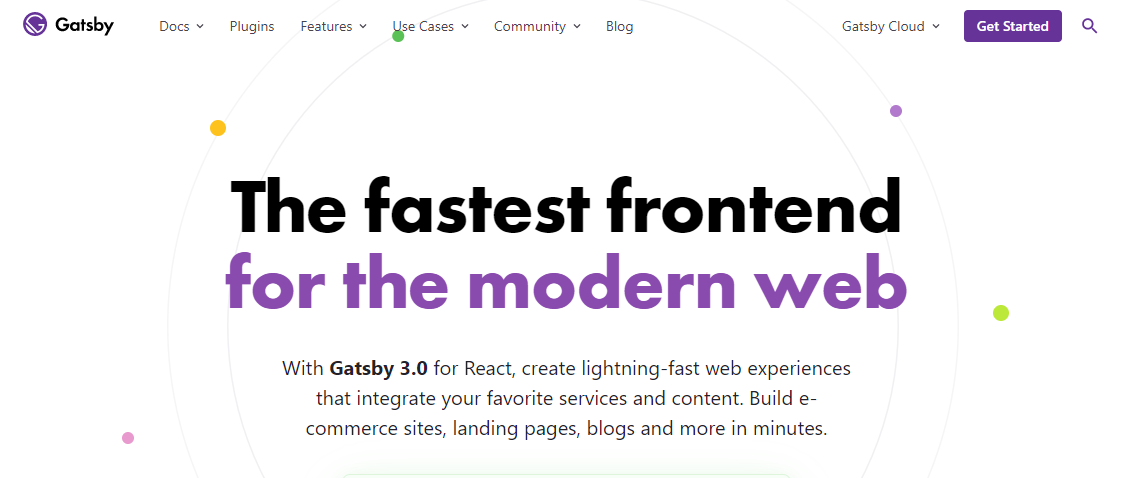 Gatsby Docs Plugins Features Use Cases Community Blog Gatsby Cloud Get Started
The fastest frontend
for the modern web
With Gatsby 3.0 for React, create lightning-fast web experiences
that integrate your favorite services and content. Build e-
commerce sites, landing pages, blogs and more in minutes.